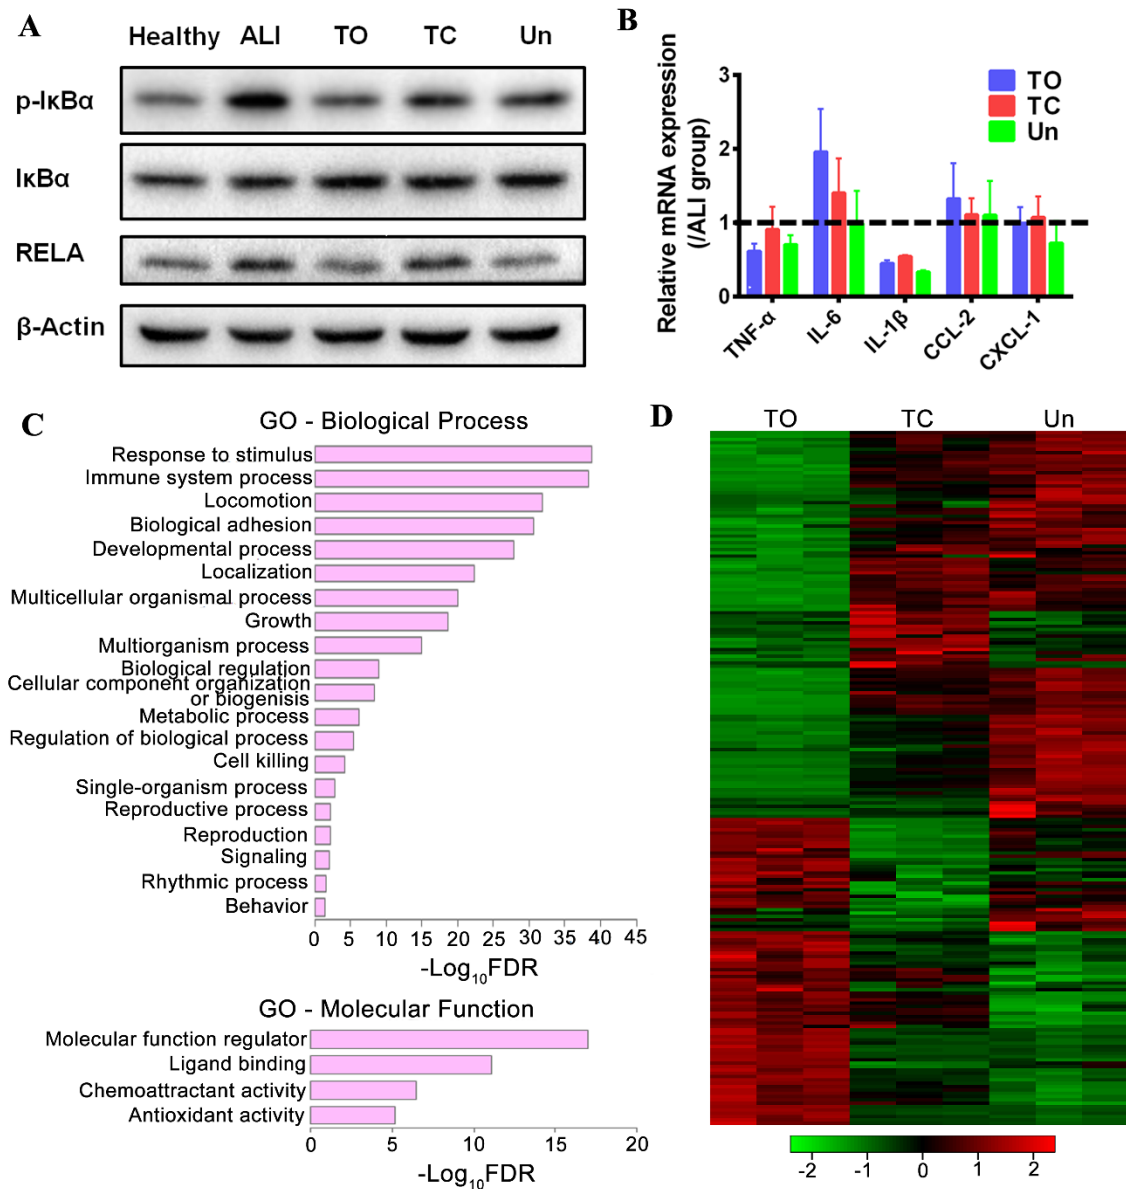 A
Healthy ALI TO TC Un
p-IκBα
IκBα
RELA
β-Actin
B
Relative mRNA expression
(/ALI group)
3
2
1
0
TO
TC
Un
TNF-α
IL-6
IL-1β
CCL-2
CXCL-1
C
GO - Biological Process
Response to stimulus
Immune system process
Locomotion
Biological adhesion
Developmental process
Localization
Multicellular organismal process
Growth
Multiorganism process
Biological regulation
Cellular component organization
or biogenisis
Metabolic process
Regulation of biological process
Cell killing
Single-organism process
Reproductive process
Reproduction
Signaling
Rhythmic process
Behavior
0 5 10 15 20 25 30 35 40 45
-Log₁₀FDR
GO - Molecular Function
Molecular function regulator
Ligand binding
Chemoattractant activity
Antioxidant activity
0 5 10 15 20
-Log₁₀FDR
D
TO TC Un
-2 -1 0 1 2